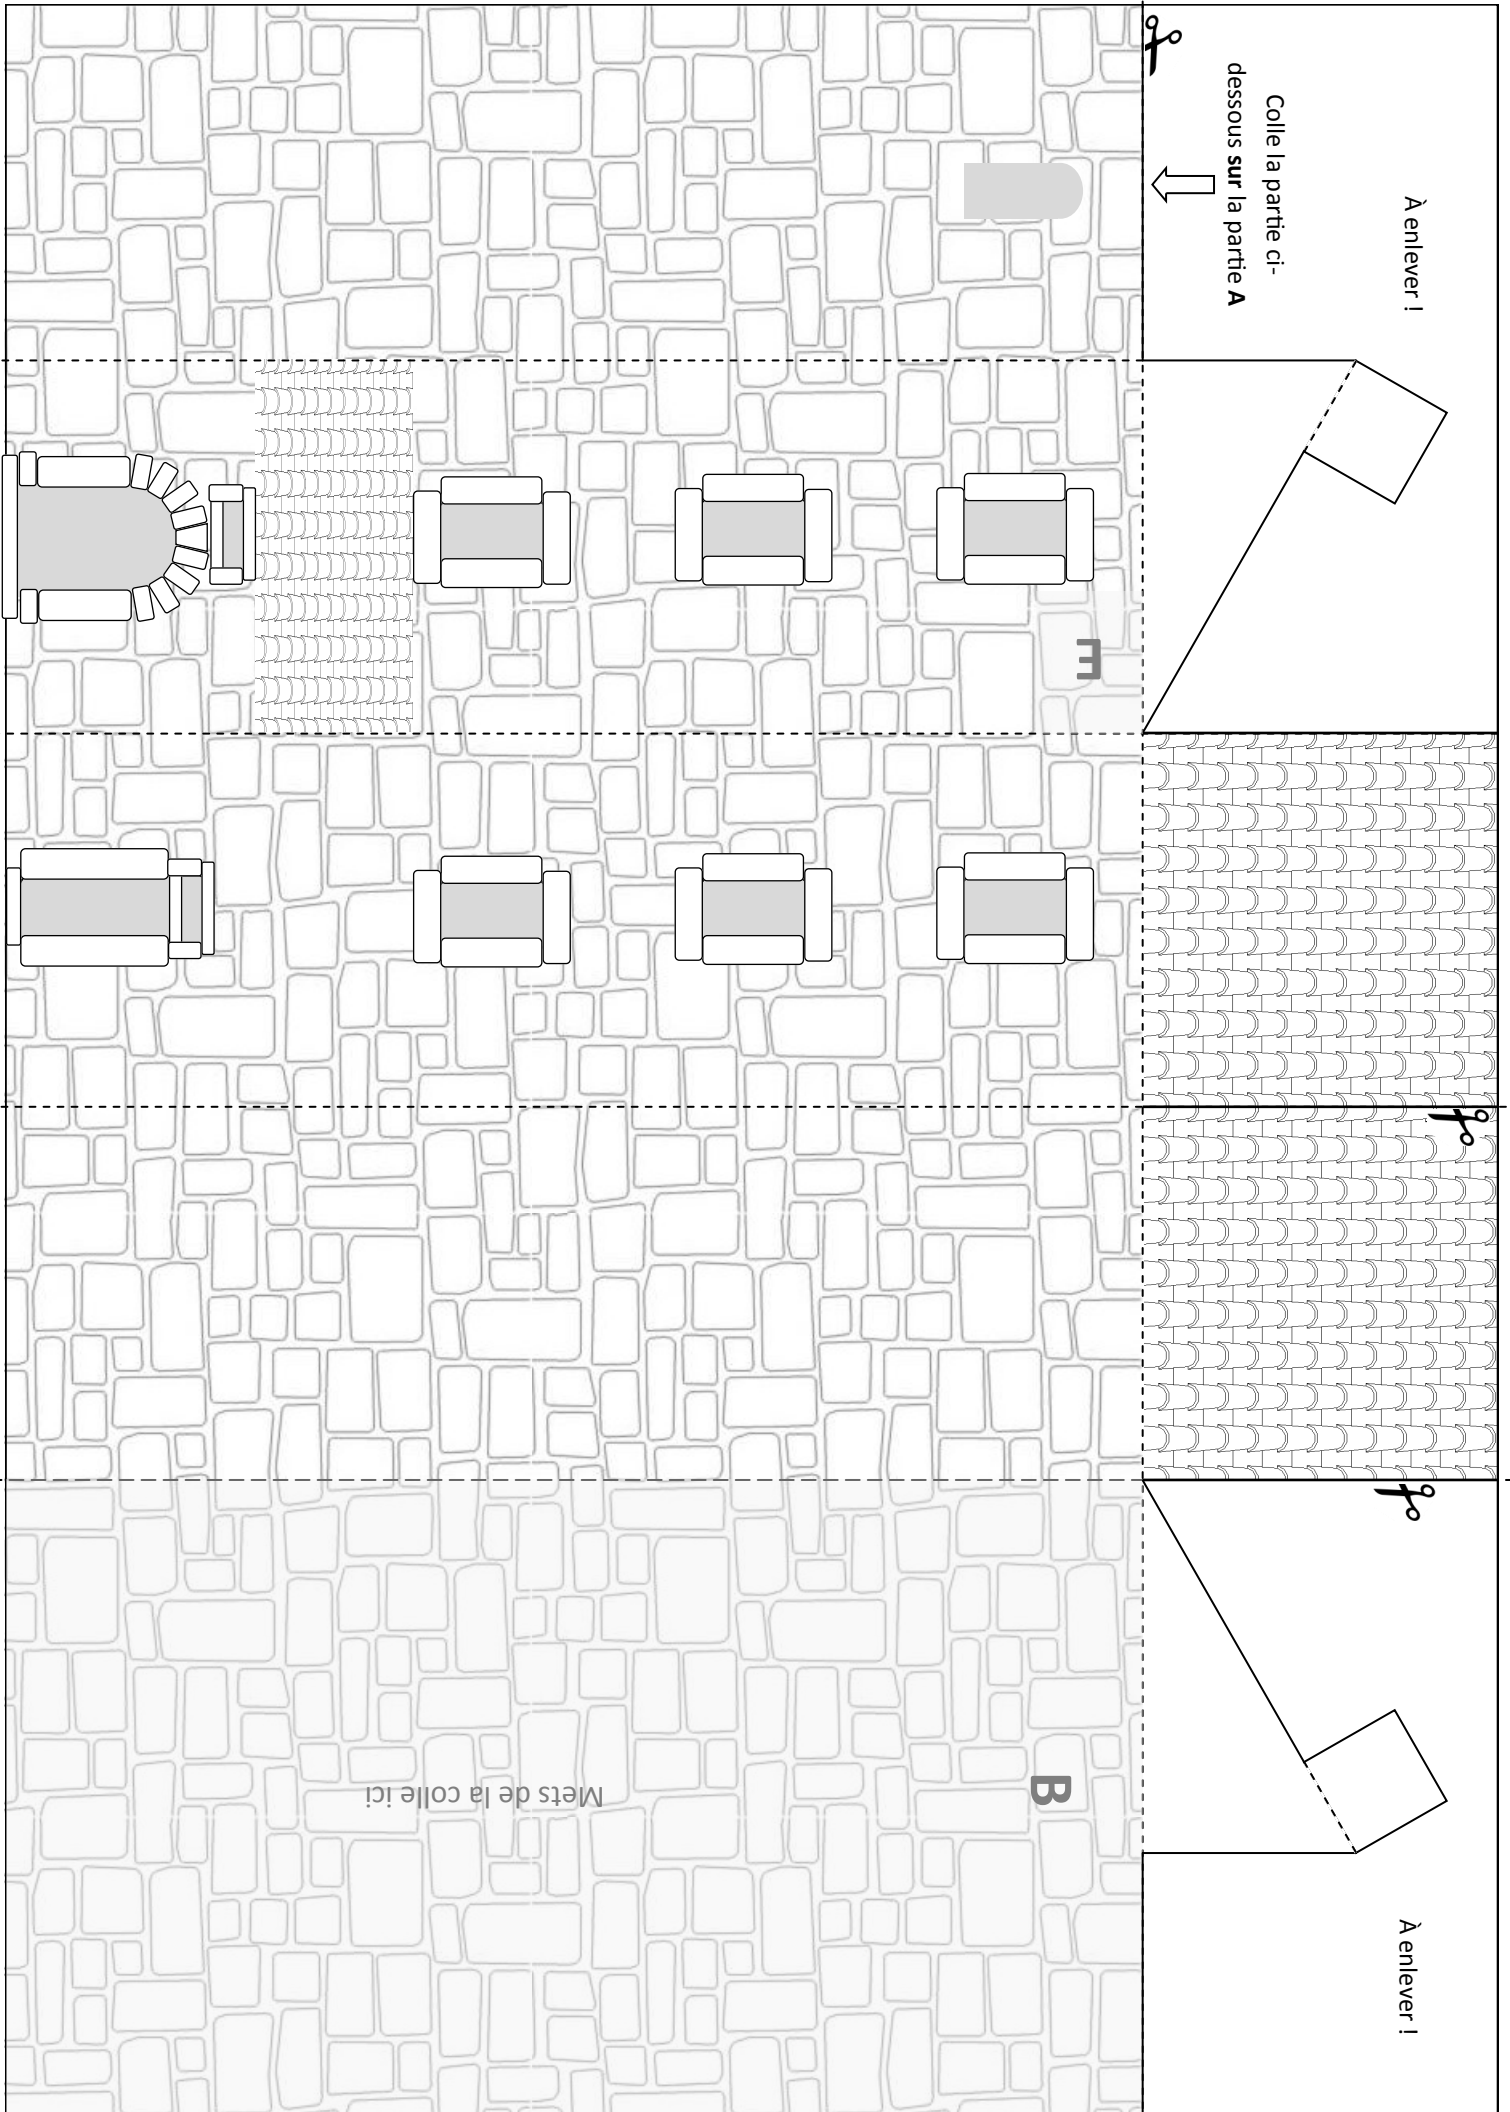 Colle la partie ci-
dessous sur la partie A
À enlever !
E
B
Mets de la colle ici
À enlever !